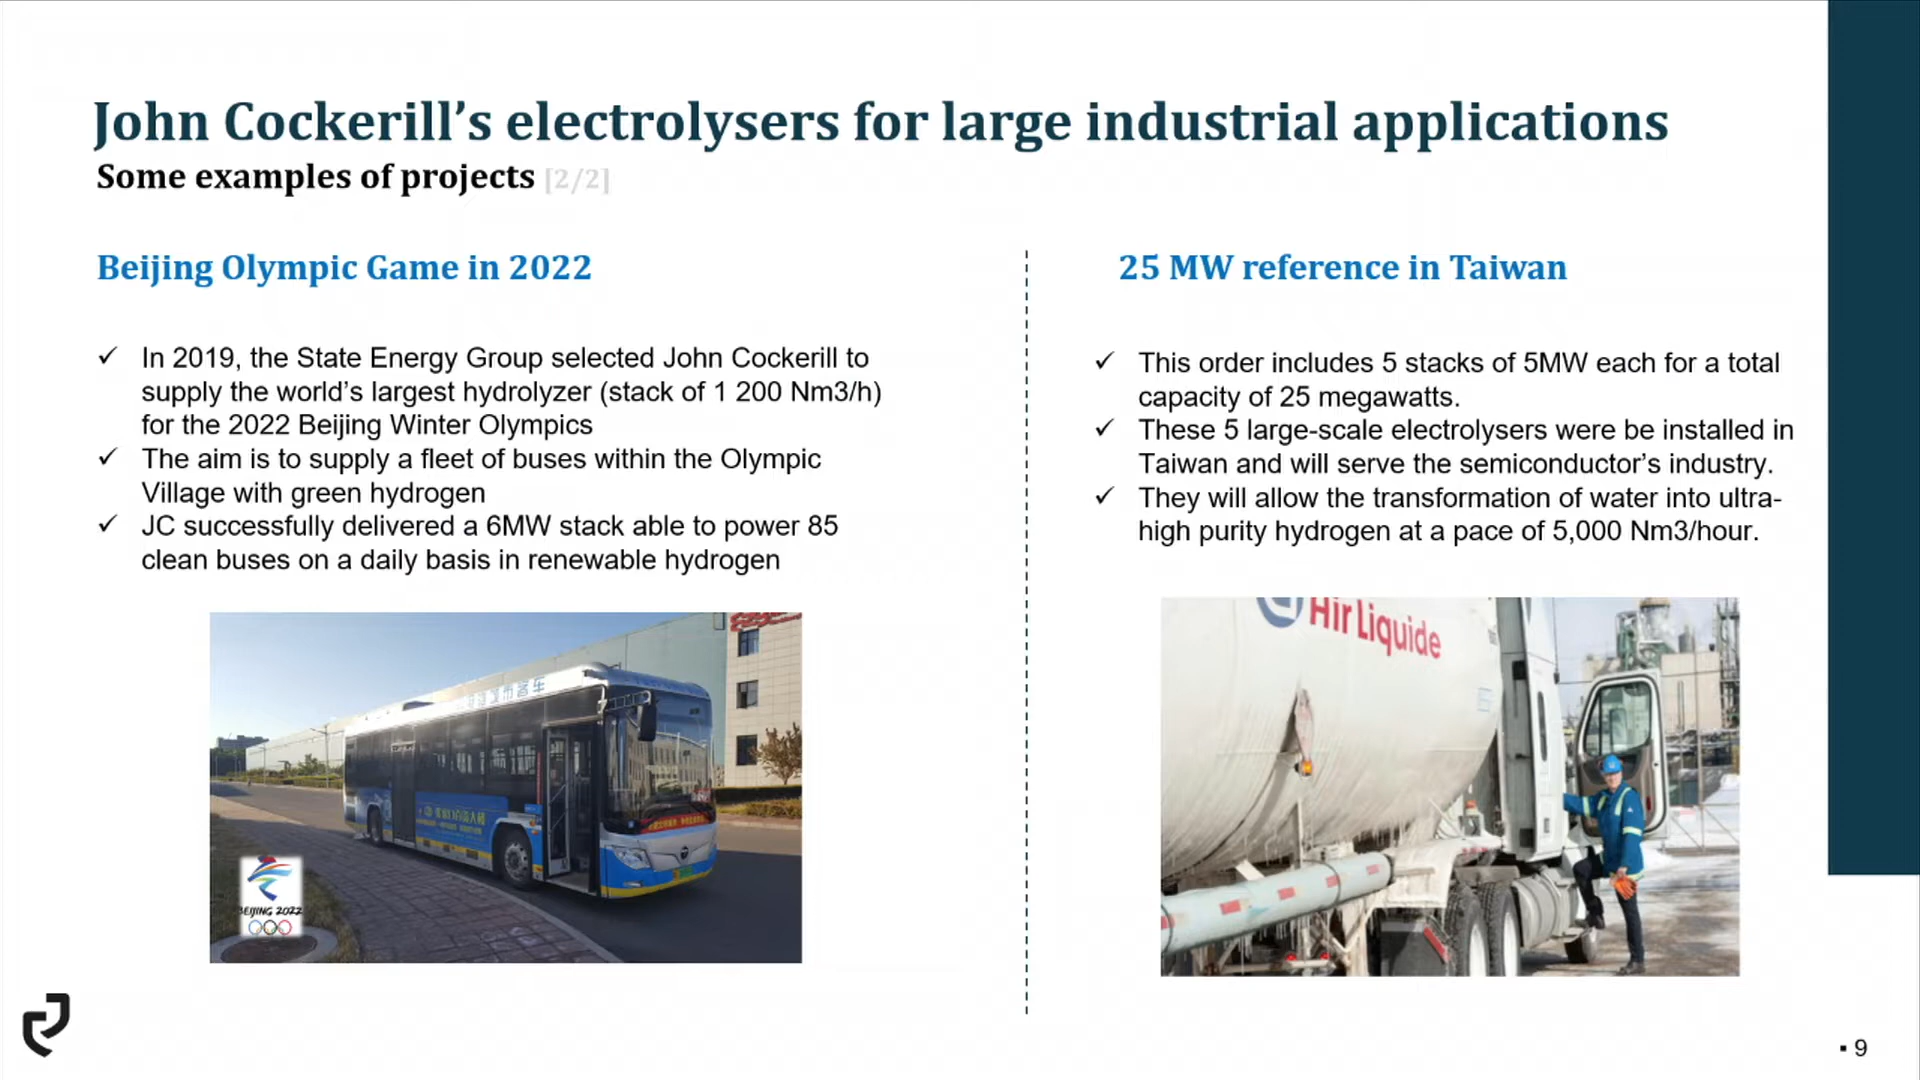 John Cockerill’s electrolysers for large industrial applications
Some examples of projects [2/2]
Beijing Olympic Game in 2022
✓ In 2019, the State Energy Group selected John Cockerill to
supply the world’s largest hydrolyzer (stack of 1 200 Nm3/h)
for the 2022 Beijing Winter Olympics
✓ The aim is to supply a fleet of buses within the Olympic
Village with green hydrogen
✓ JC successfully delivered a 6MW stack able to power 85
clean buses on a daily basis in renewable hydrogen
BEIJING 2022
25 MW reference in Taiwan
✓ This order includes 5 stacks of 5MW each for a total
capacity of 25 megawatts.
✓ These 5 large-scale electrolysers were be installed in
Taiwan and will serve the semiconductor’s industry.
✓ They will allow the transformation of water into ultra-
high purity hydrogen at a pace of 5,000 Nm3/hour.
Air Liquide
▪ 9